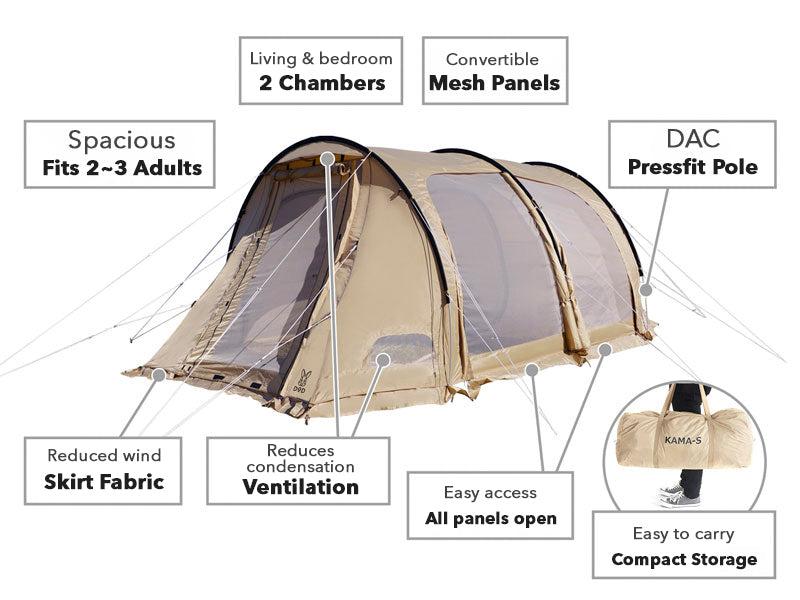 Living & bedroom
2 Chambers
Convertible
Mesh Panels
Spacious
Fits 2~3 Adults
DAC
Pressfit Pole
DOD
KAMA-S
Reduced wind
Skirt Fabric
Reduces
condensation
Ventilation
Easy access
All panels open
Easy to carry
Compact Storage